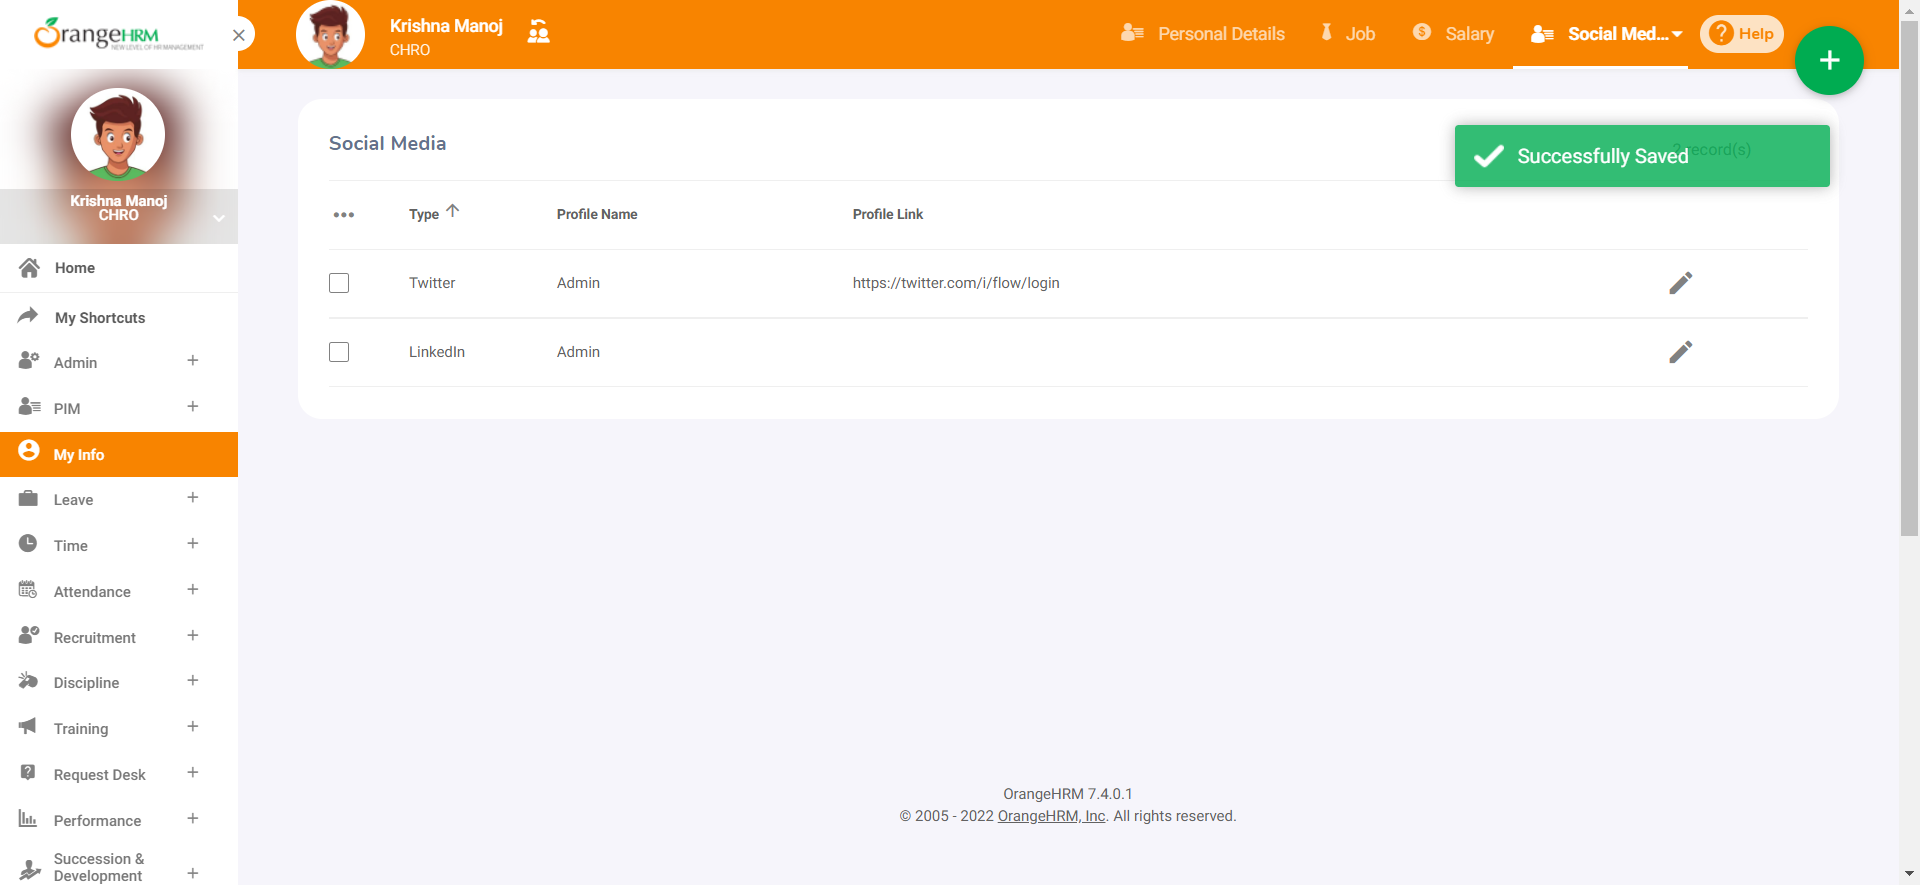 OrangeHRM
NEW LEVEL OF HR MANAGEMENT
Krishna Manoj
CHRO
Personal Details
Job
Salary
Social Med...
Help
Krishna Manoj
CHRO
Home
My Shortcuts
Admin
PIM
My Info
Leave
Time
Attendance
Recruitment
Discipline
Training
Request Desk
Performance
Succession &
Development
Social Media
2 record(s)
Successfully Saved
Type
Profile Name
Profile Link
Twitter
Admin
https://twitter.com/i/flow/login
LinkedIn
Admin
OrangeHRM 7.4.0.1
© 2005 - 2022 OrangeHRM, Inc. All rights reserved.